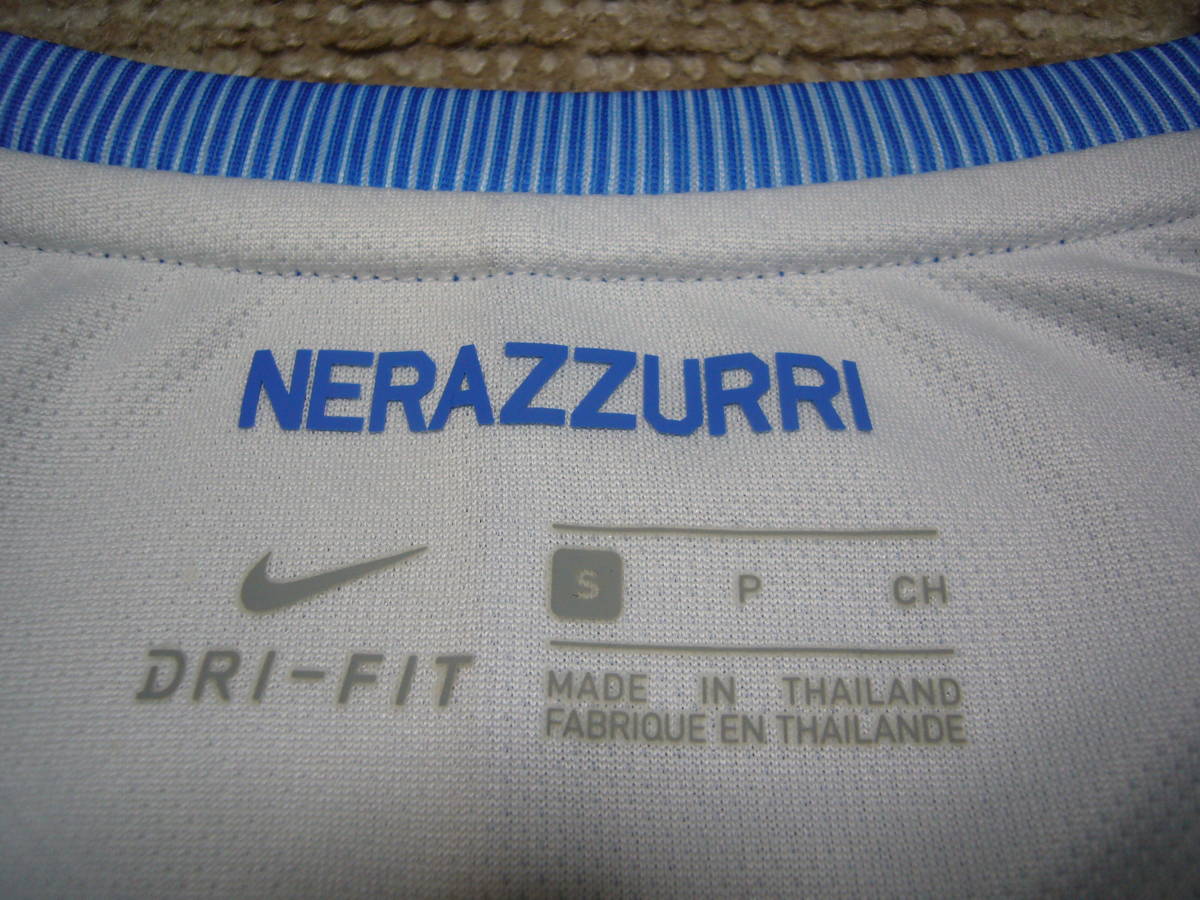 NERAZZURRI
DRI-FIT
S P CH
MADE IN THAILAND
FABRIQUE EN THAILANDE